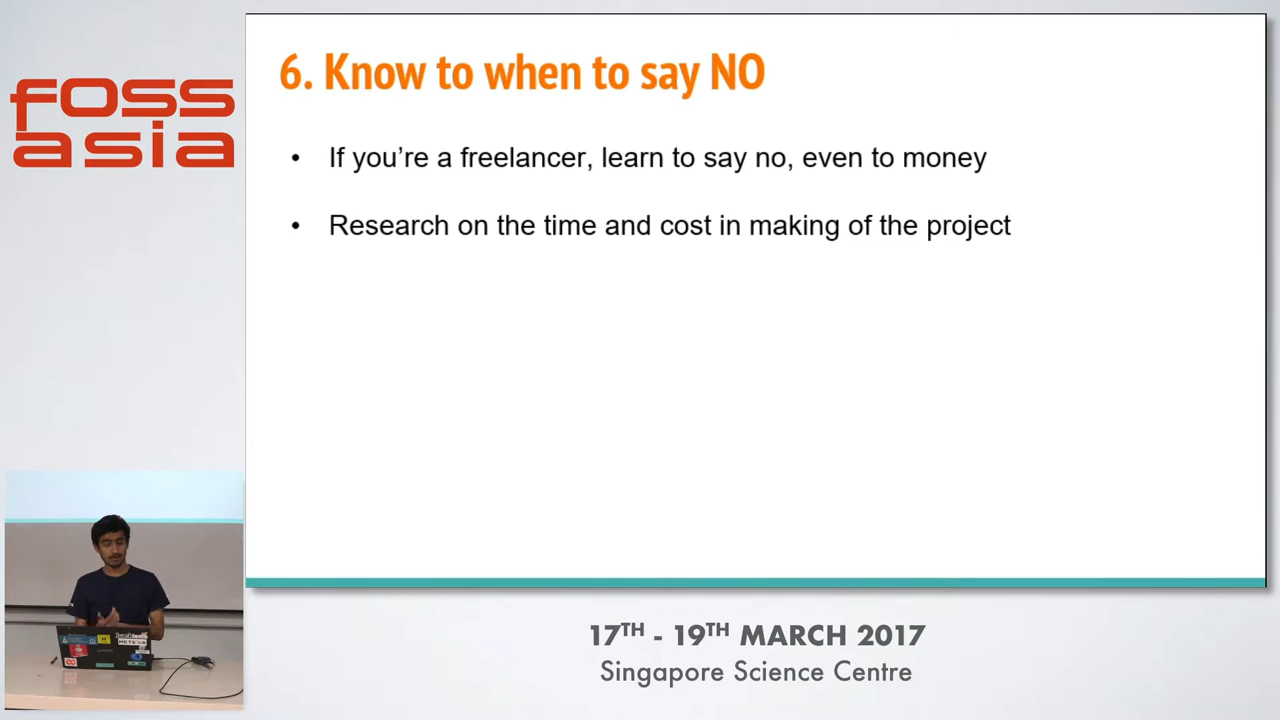 foss
asia
6. Know to when to say NO
• If you're a freelancer, learn to say no, even to money
• Research on the time and cost in making of the project
METEOR
17TH - 19TH MARCH 2017
Singapore Science Centre